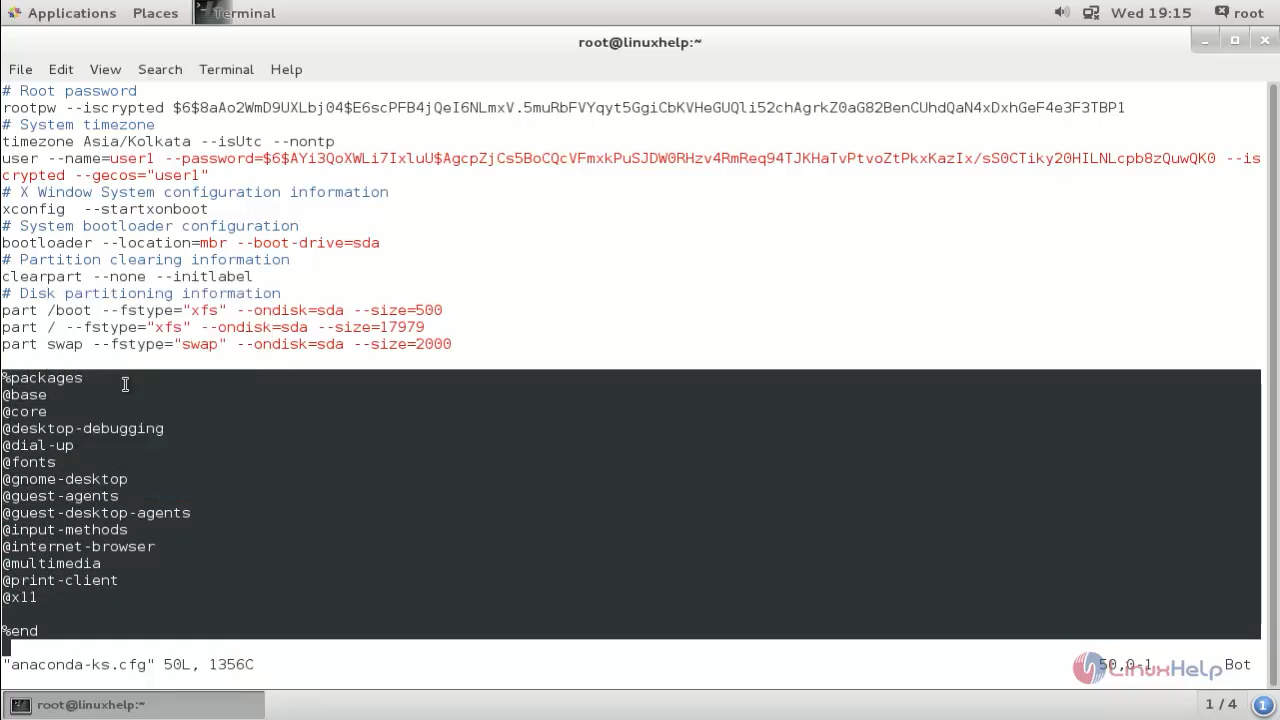 Applications Places Terminal Wed 19:15 root
root@linuxhelp:~
File Edit View Search Terminal Help
# Root password
rootpw --iscrypted $6$8aAo2WmD9UXLbj04$E6scPFB4jQeI6NLmxV.5muRbFVYqyt5GgiCbKVHeGUQli52chAgrkZ0aG82BenCUhdQaN4xDxhGeF4e3F3TBP1
# System timezone
timezone Asia/Kolkata --isUtc --nontp
user --name=user1 --password=$6$AYi3QoXWLi7IxluU$AgcpZjCs5BoCQcVFmxkPuSJDW0RHzv4RmReq94TJKHaTvPtvoZtPkxKazIx/sS0CTiky20HILNLcpb8zQuwQK0 --is
crypted --gecos="user1"
# X Window System configuration information
xconfig  --startxonboot
# System bootloader configuration
bootloader --location=mbr --boot-drive=sda
# Partition clearing information
clearpart --none --initlabel
# Disk partitioning information
part /boot --fstype="xfs" --ondisk=sda --size=500
part / --fstype="xfs" --ondisk=sda --size=17979
part swap --fstype="swap" --ondisk=sda --size=2000
%packages
@base
@core
@desktop-debugging
@dial-up
@fonts
@gnome-desktop
@guest-agents
@guest-desktop-agents
@input-methods
@internet-browser
@multimedia
@print-client
@x11
%end
"anaconda-ks.cfg" 50L, 1356C 50,0-1 Bot
LinuxHelp
root@linuxhelp:~ 1 / 4 1